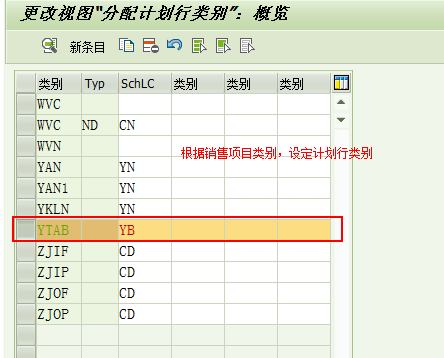 更改视图"分配计划行类别": 概览
新条目
类别 Typ SchLC 类别 类别 类别
WVC
WVC ND CN
WVN
根据销售项目类别，设定计划行类别
YAN YN
YAN1 YN
YKLN YN
YTAB YB
ZJIF CD
ZJIP CD
ZJOF CD
ZJOP CD